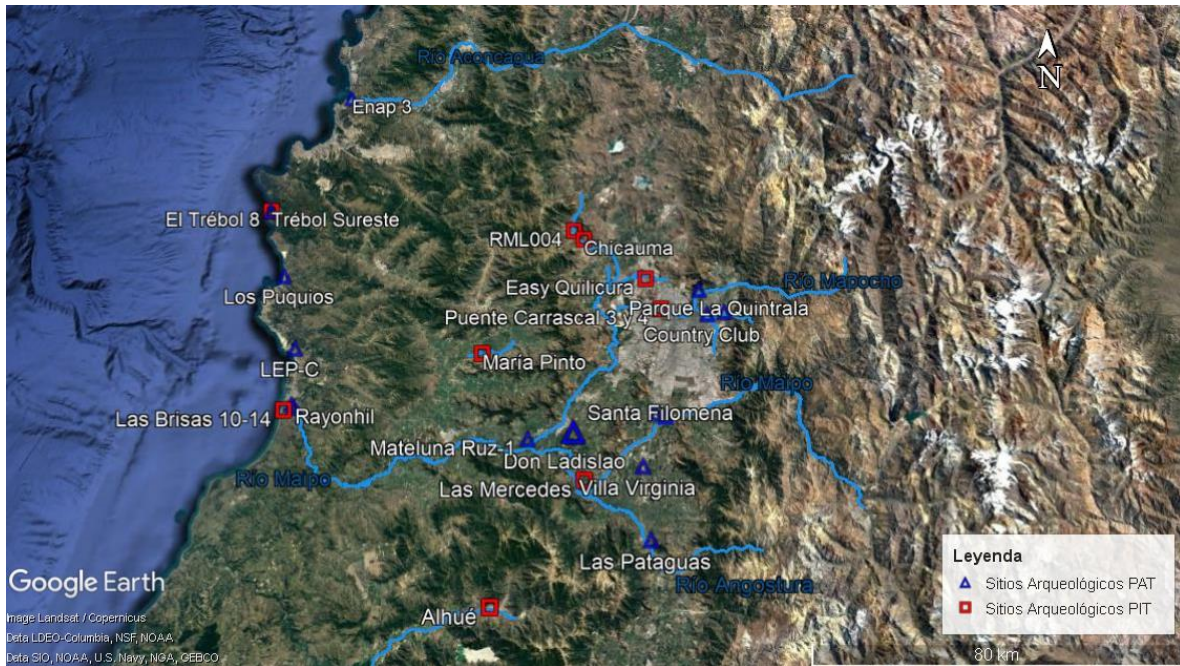 Río Aconcagua
N
Enap 3
El Trébol 8
Trébol Sureste
RML004
Chicauma
Los Puquios
Easy Quilicura
Río Mapocho
Parque La Quintrala
Puente Carrascal 3 y 4
Country Club
LEP-C
María Pinto
Río Maipo
Las Brisas 10-14
Rayonhil
Santa Filomena
Mateluna Ruz-1
Don Ladislao
Río Maipo
Las Mercedes
Villa Virginia
Las Pataguas
Río Angostura
Alhué
Leyenda
Sitios Arqueológicos PAT
Sitios Arqueológicos PIT
Google Earth
Image Landsat / Copernicus
Data LDEO-Columbia, NSF, NOAA
Data SIO, NOAA, U.S. Navy, NGA, GEBCO
80 km